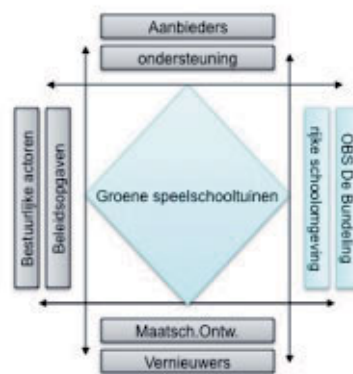 Aanbieders
ondersteuning
Bestuurlijke actoren
Beleidsopgaven
Groene speelschooltuinen
rijke schoolomgeving
OBS De Bundeling
Maatsch.Ontw.
Vernieuwers